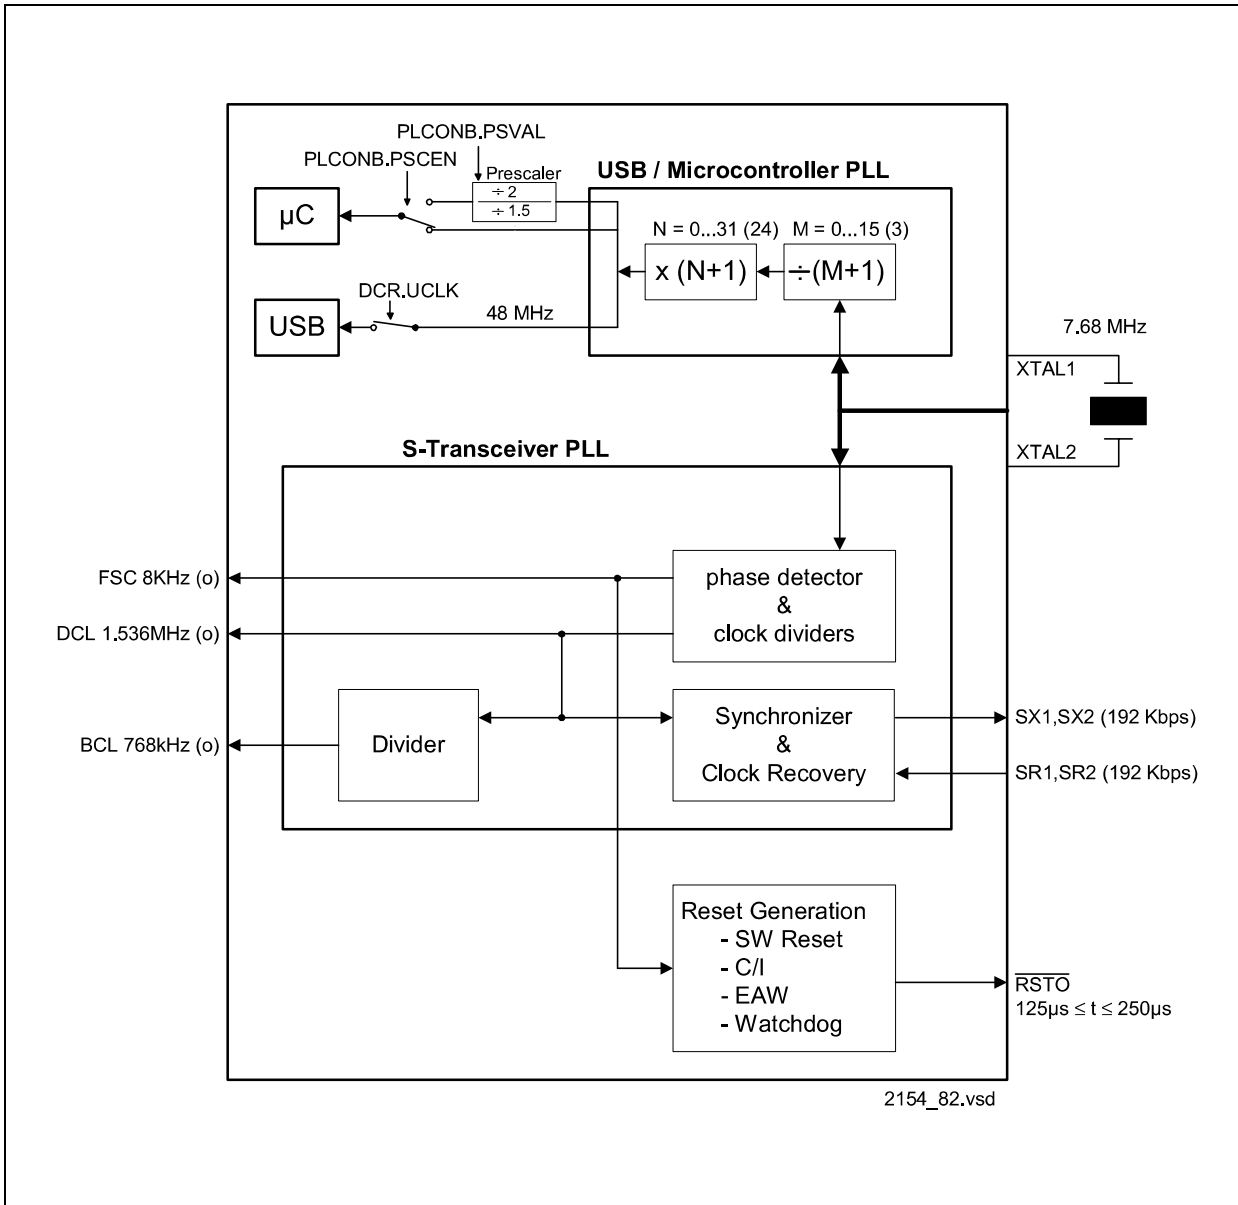 PLCONB.PSVAL
PLCONB.PSCEN
Prescaler
÷ 2
÷ 1.5
USB / Microcontroller PLL
µC
N = 0...31 (24)
M = 0...15 (3)
x (N+1)
÷(M+1)
DCR.UCLK
USB
48 MHz
7.68 MHz
XTAL1
XTAL2
S-Transceiver PLL
FSC 8KHz (o)
phase detector
&
clock dividers
DCL 1.536MHz (o)
BCL 768kHz (o)
Divider
Synchronizer
&
Clock Recovery
SX1,SX2 (192 Kbps)
SR1,SR2 (192 Kbps)
Reset Generation
- SW Reset
- C/I
- EAW
- Watchdog
RSTO
125µs ≤ t ≤ 250µs
2154_82.vsd